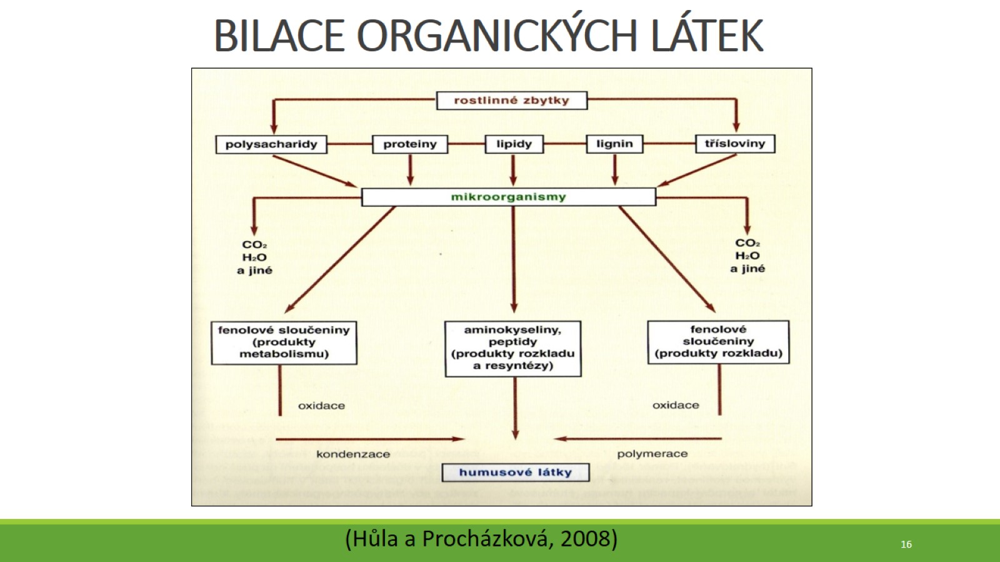 BILACE ORGANICKÝCH LÁTEK
rostlinné zbytky
polysacharidy
proteiny
lipidy
lignin
třísloviny
mikroorganismy
CO₂
H₂O
a jiné
CO₂
H₂O
a jiné
fenolové sloučeniny
(produkty
metabolismu)
aminokyseliny,
peptidy
(produkty rozkladu
a resyntézy)
fenolové
sloučeniny
(produkty rozkladu)
oxidace
oxidace
kondenzace
polymerace
humusové látky
(Hůla a Procházková, 2008)
16